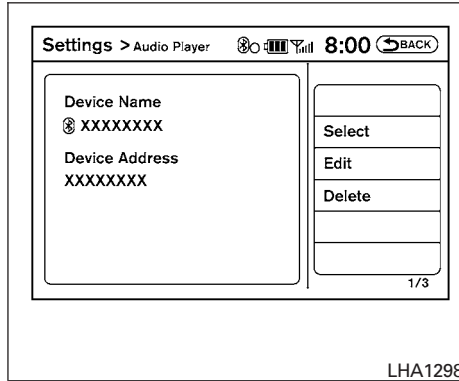 Settings > Audio Player 8:00 BACK
Device Name
XXXXXXXX
Device Address
XXXXXXXX
Select
Edit
Delete
1/3
LHA1298